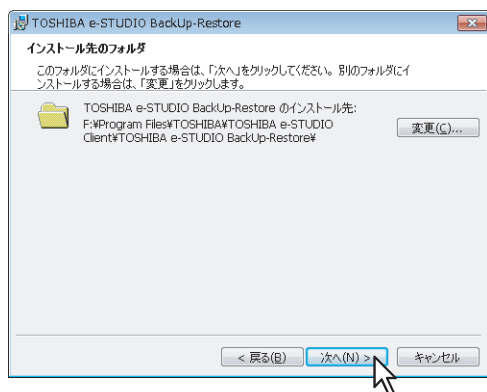 TOSHIBA e-STUDIO BackUp-Restore
インストール先のフォルダ
このフォルダにインストールする場合は、「次へ」をクリックしてください。別のフォルダにイ
ンストールする場合は、「変更」をクリックします。
TOSHIBA e-STUDIO BackUp-Restore のインストール先:
F:¥Program Files¥TOSHIBA¥TOSHIBA e-STUDIO
Client¥TOSHIBA e-STUDIO BackUp-Restore¥
変更(C)...
< 戻る(B)
次へ(N) >
キャンセル